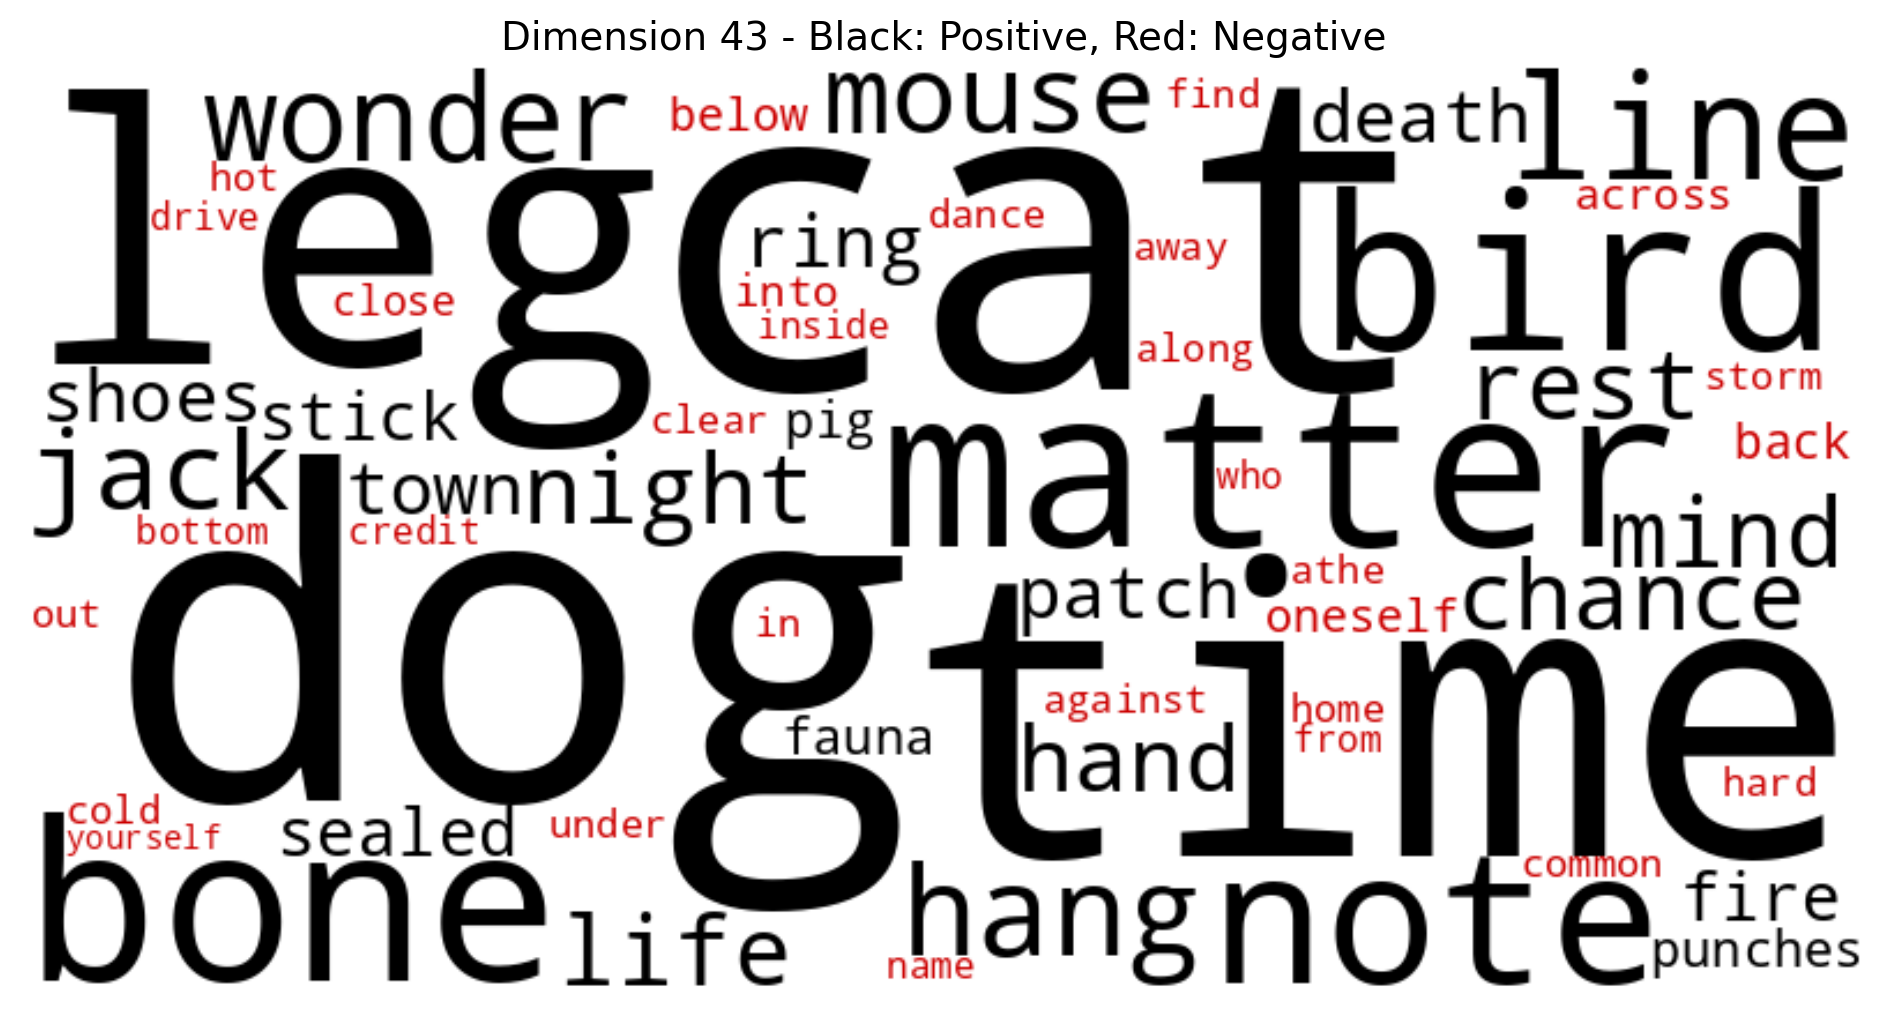 Dimension 43 - Black: Positive, Red: Negative
wonder
below
mouse
find
death
line
hot
drive
leg
cat
across
bird
ring
dance
away
close
into
inside
along
shoes
stick
clear
pig
rest
storm
jack
town
night
matter
who
back
mind
bottom
credit
patch
athe
oneself
chance
out
dog
in
time
against
home
from
fauna
hand
hard
cold
yourself
sealed
under
bone
life
hang
note
common
fire
punches
name